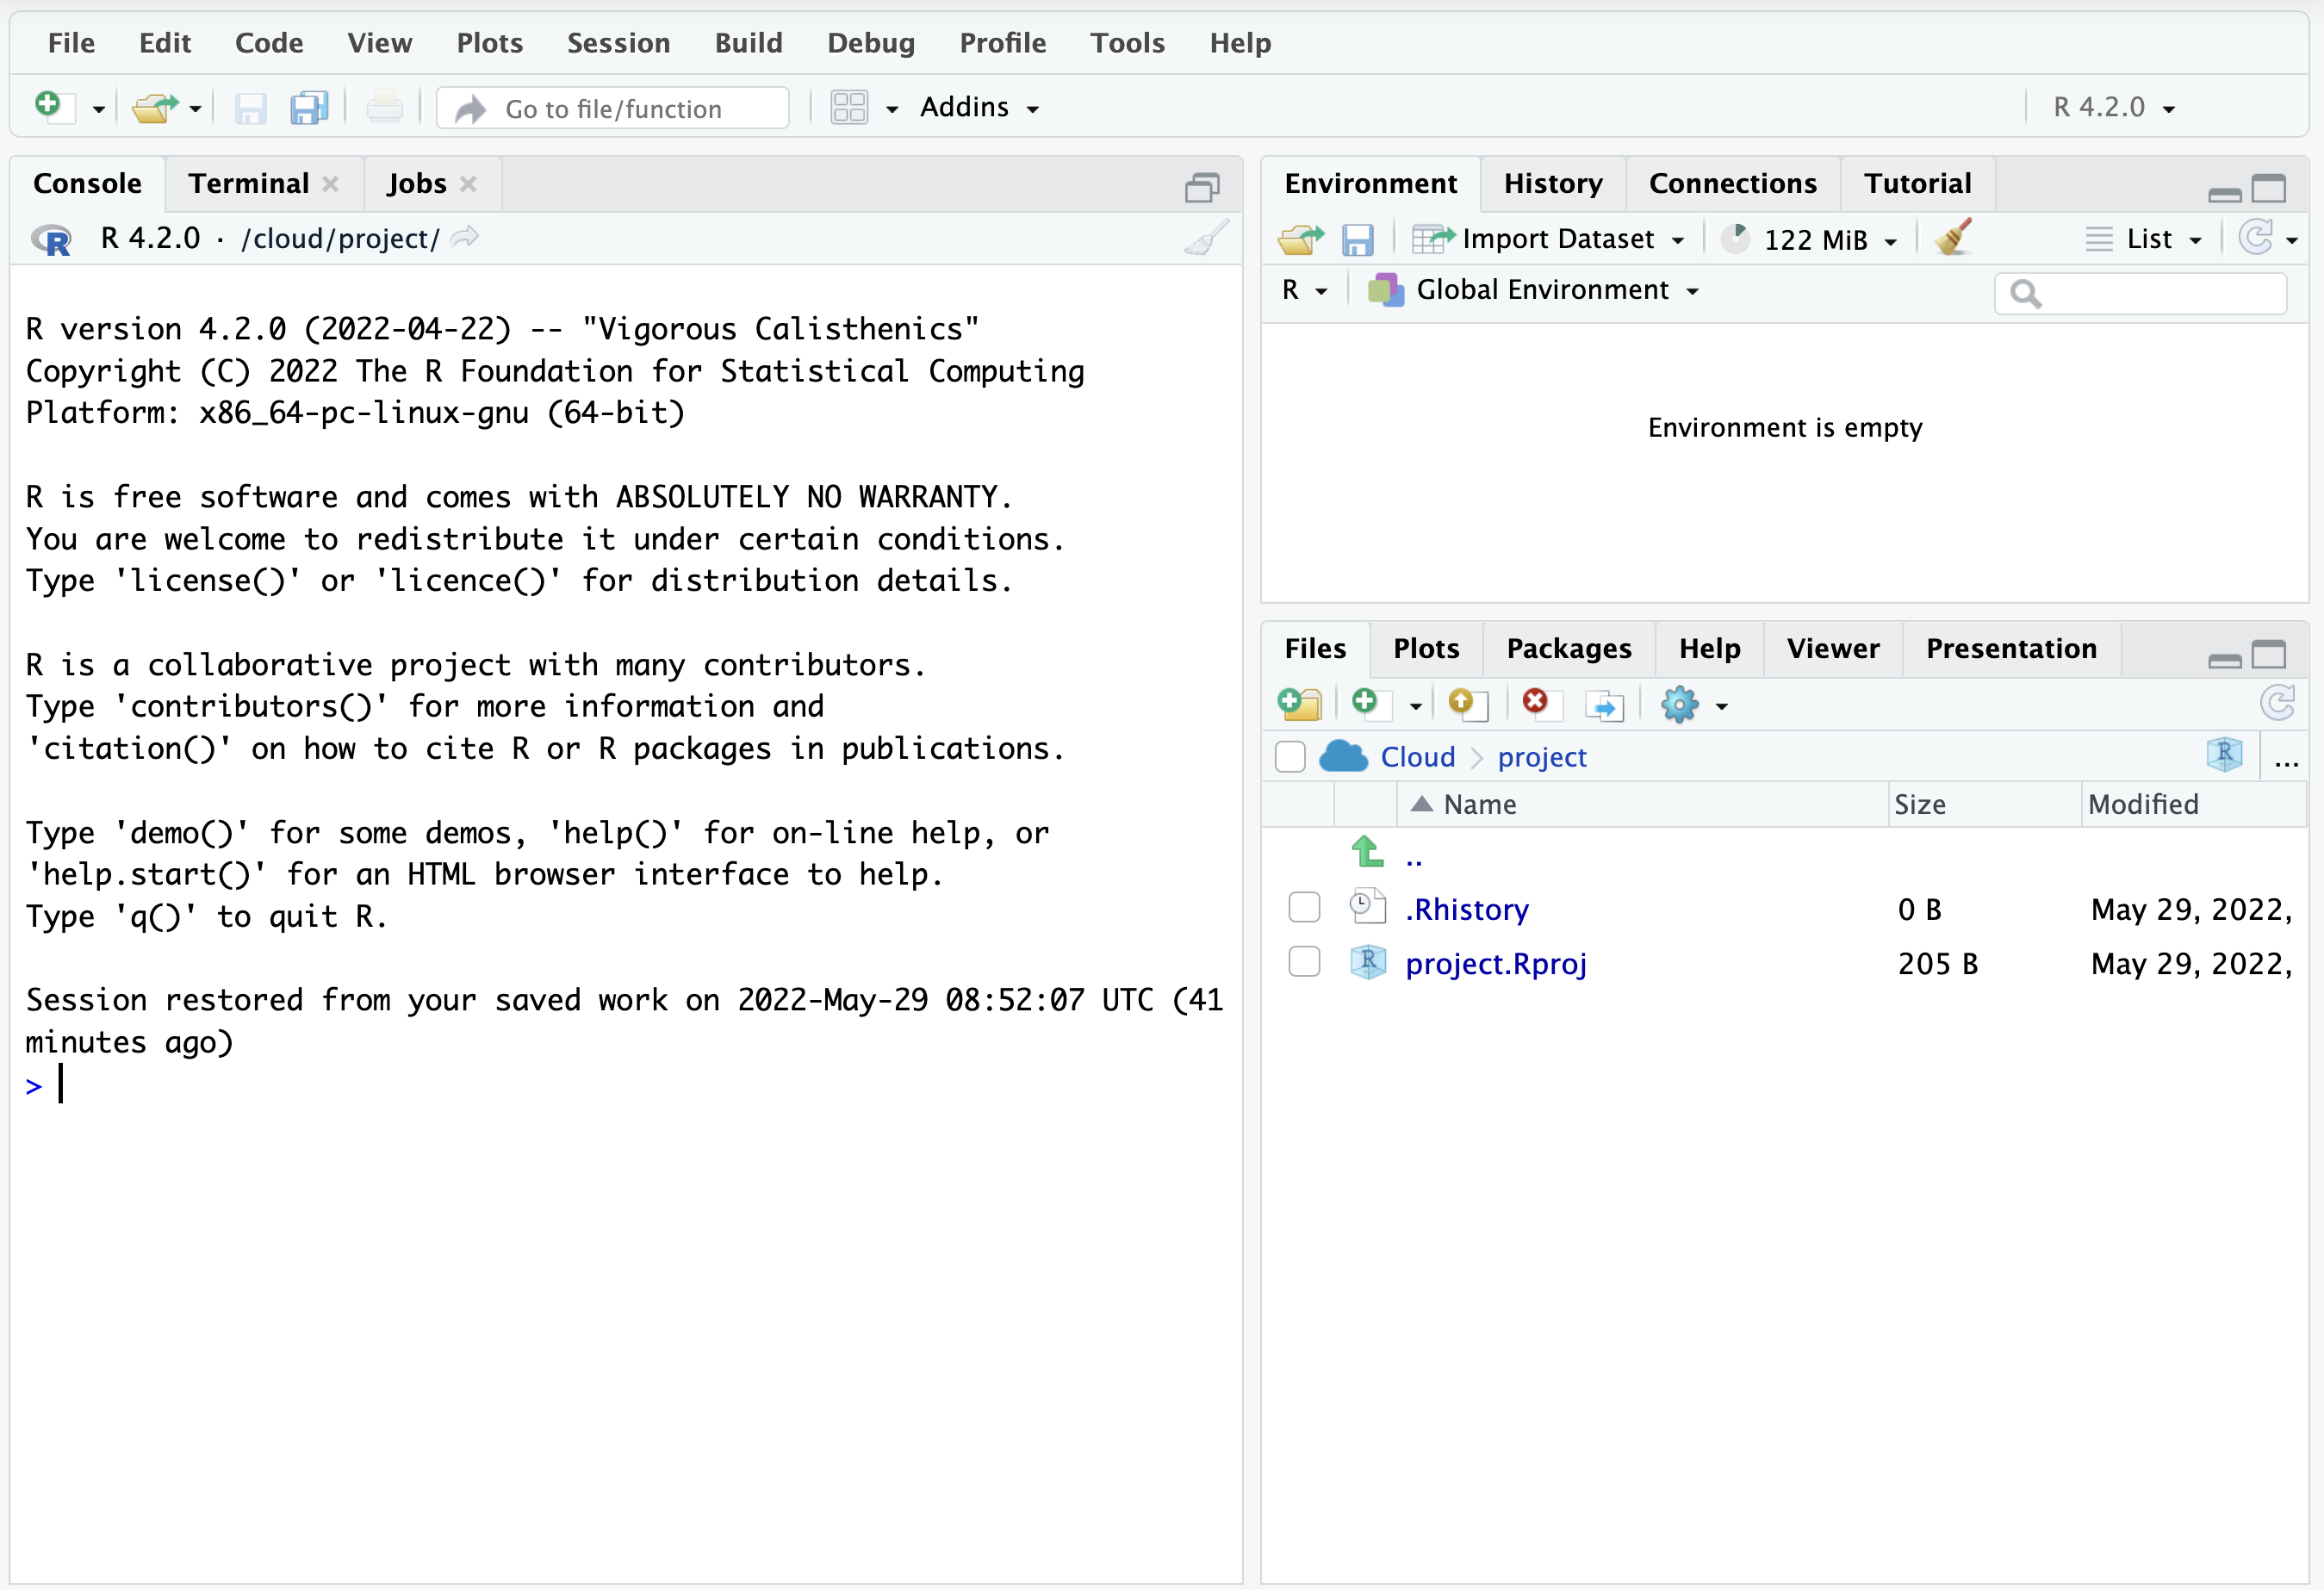 File Edit Code View Plots Session Build Debug Profile Tools Help
Go to file/function Addins R 4.2.0
Console Terminal Jobs
R 4.2.0 · /cloud/project/
R version 4.2.0 (2022-04-22) -- "Vigorous Calisthenics"
Copyright (C) 2022 The R Foundation for Statistical Computing
Platform: x86_64-pc-linux-gnu (64-bit)
R is free software and comes with ABSOLUTELY NO WARRANTY.
You are welcome to redistribute it under certain conditions.
Type 'license()' or 'licence()' for distribution details.
R is a collaborative project with many contributors.
Type 'contributors()' for more information and
'citation()' on how to cite R or R packages in publications.
Type 'demo()' for some demos, 'help()' for on-line help, or
'help.start()' for an HTML browser interface to help.
Type 'q()' to quit R.
Session restored from your saved work on 2022-May-29 08:52:07 UTC (41
minutes ago)
>
Environment History Connections Tutorial
Import Dataset 122 MiB List
R Global Environment
Environment is empty
Files Plots Packages Help Viewer Presentation
Cloud project ...
Name Size Modified
..
.Rhistory 0 B May 29, 2022,
project.Rproj 205 B May 29, 2022,